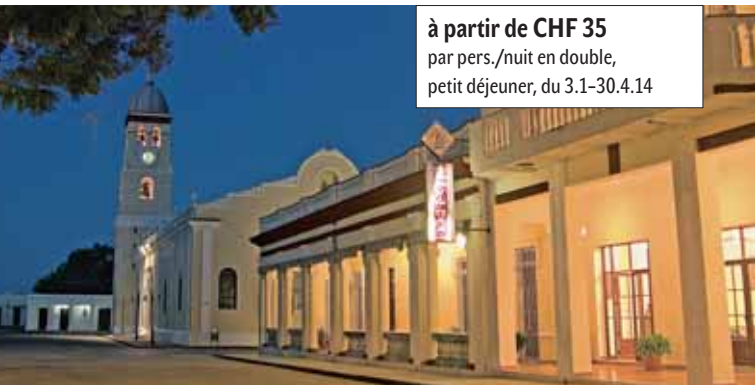 à partir de CHF 35
par pers./nuit en double,
petit déjeuner, du 3.1–30.4.14